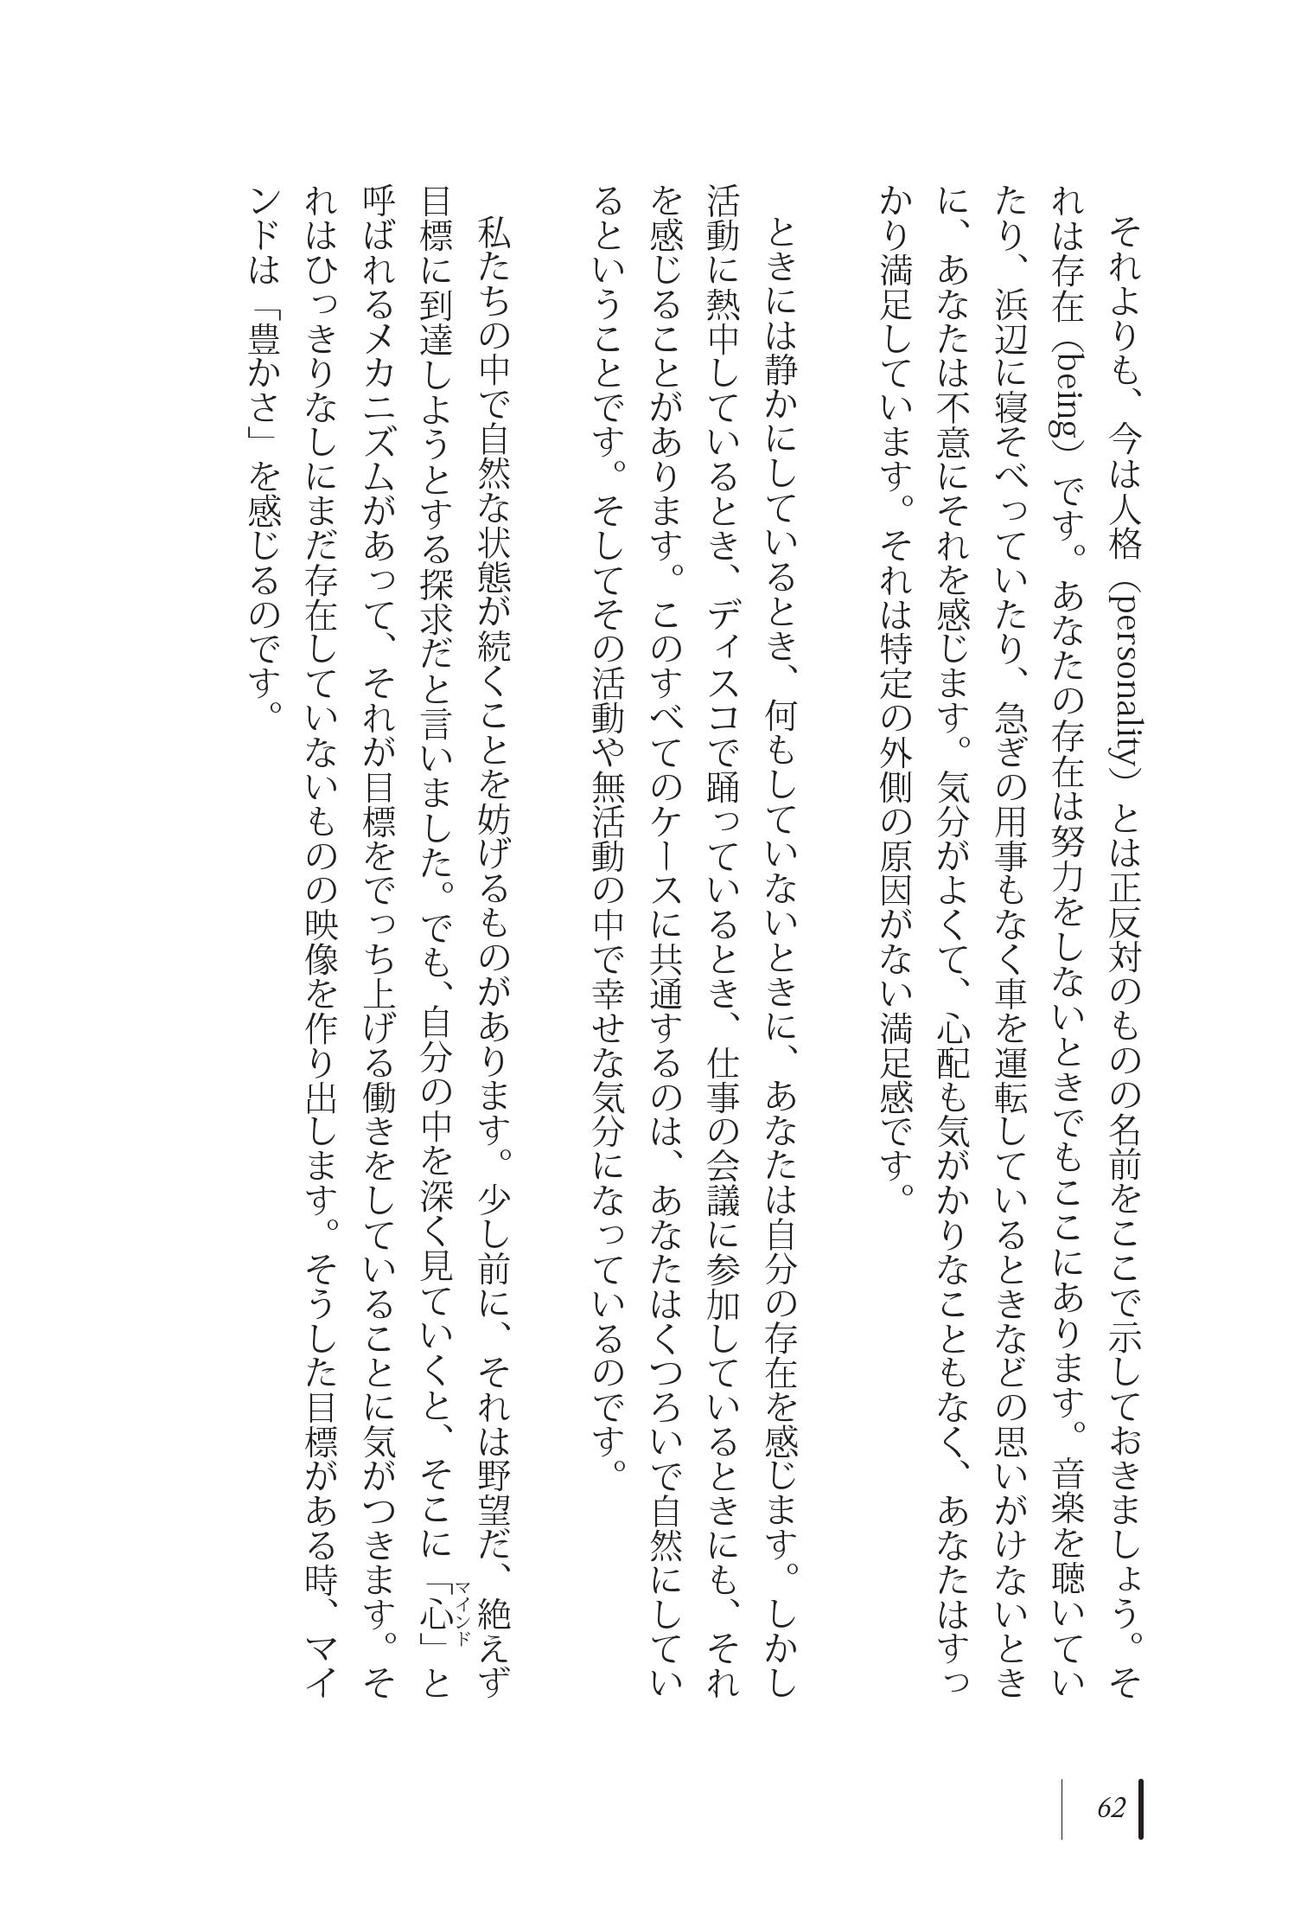 それよりも、今は人格（personality）とは正反対のものの名前をここで示しておきましょう。そ
れは存在（being）です。あなたの存在は努力をしないときでもここにあります。音楽を聴いてい
たり、浜辺に寝そべっていたり、急ぎの用事もなく車を運転しているときなどの思いがけないとき
に、あなたは不意にそれを感じます。気分がよくて、心配も気がかりなこともなく、あなたはすっ
かり満足しています。それは特定の外側の原因がない満足感です。
ときには静かにしているとき、何もしていないときに、あなたは自分の存在を感じます。しかし
活動に熱中しているとき、ディスコで踊っているとき、仕事の会議に参加しているときにも、それ
を感じることがあります。このすべてのケースに共通するのは、あなたはくつろいで自然にしてい
るということです。そしてその活動や無活動の中で幸せな気分になっているのです。
私たちの中で自然な状態が続くことを妨げるものがあります。少し前に、それは野望だ、絶えず
目標に到達しようとする探求だと言いました。でも、自分の中を深く見ていくと、そこに「心」と
マインド
呼ばれるメカニズムがあって、それが目標をでっち上げる働きをしていることに気がつきます。そ
れはひっきりなしにまだ存在していないものの映像を作り出します。そうした目標がある時、マイ
ンドは「豊かさ」を感じるのです。
62